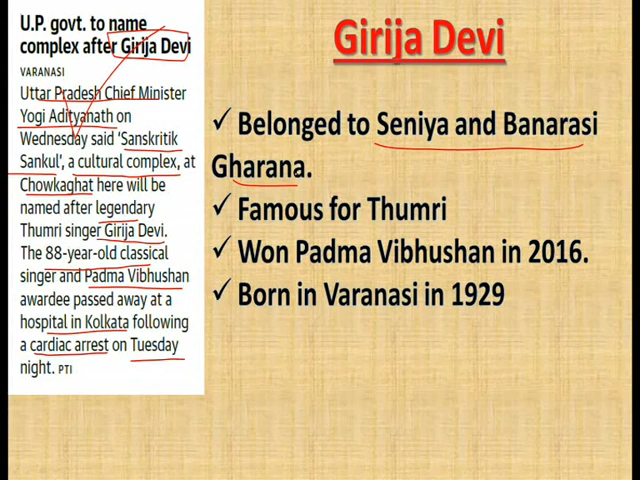 U.P. govt. to name
complex after Girija Devi
VARANASI
Uttar Pradesh Chief Minister
Yogi Adityanath on
Wednesday said ‘Sanskritik
Sankul’, a cultural complex, at
Chowkaghat here will be
named after legendary
Thumri singer Girija Devi.
The 88-year-old classical
singer and Padma Vibhushan
awardee passed away at a
hospital in Kolkata following
a cardiac arrest on Tuesday
night. PTI
Girija Devi
✓ Belonged to Seniya and Banarasi
Gharana.
✓ Famous for Thumri
✓ Won Padma Vibhushan in 2016.
✓ Born in Varanasi in 1929